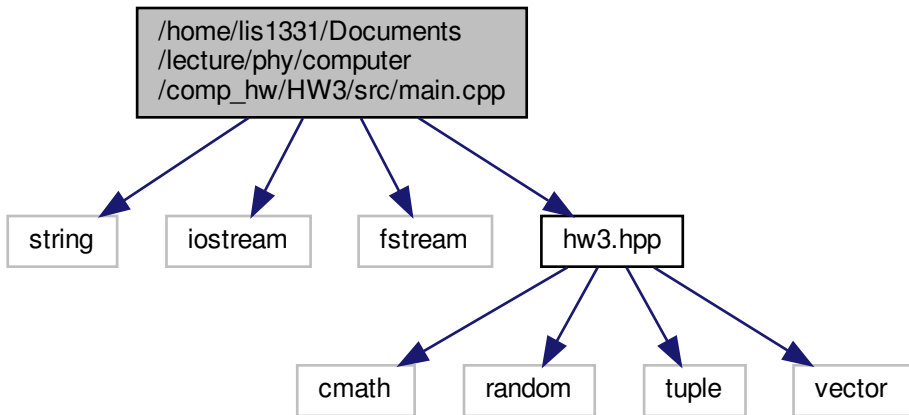 /home/lis1331/Documents
/lecture/phy/computer
/comp_hw/HW3/src/main.cpp
string
iostream
fstream
hw3.hpp
cmath
random
tuple
vector